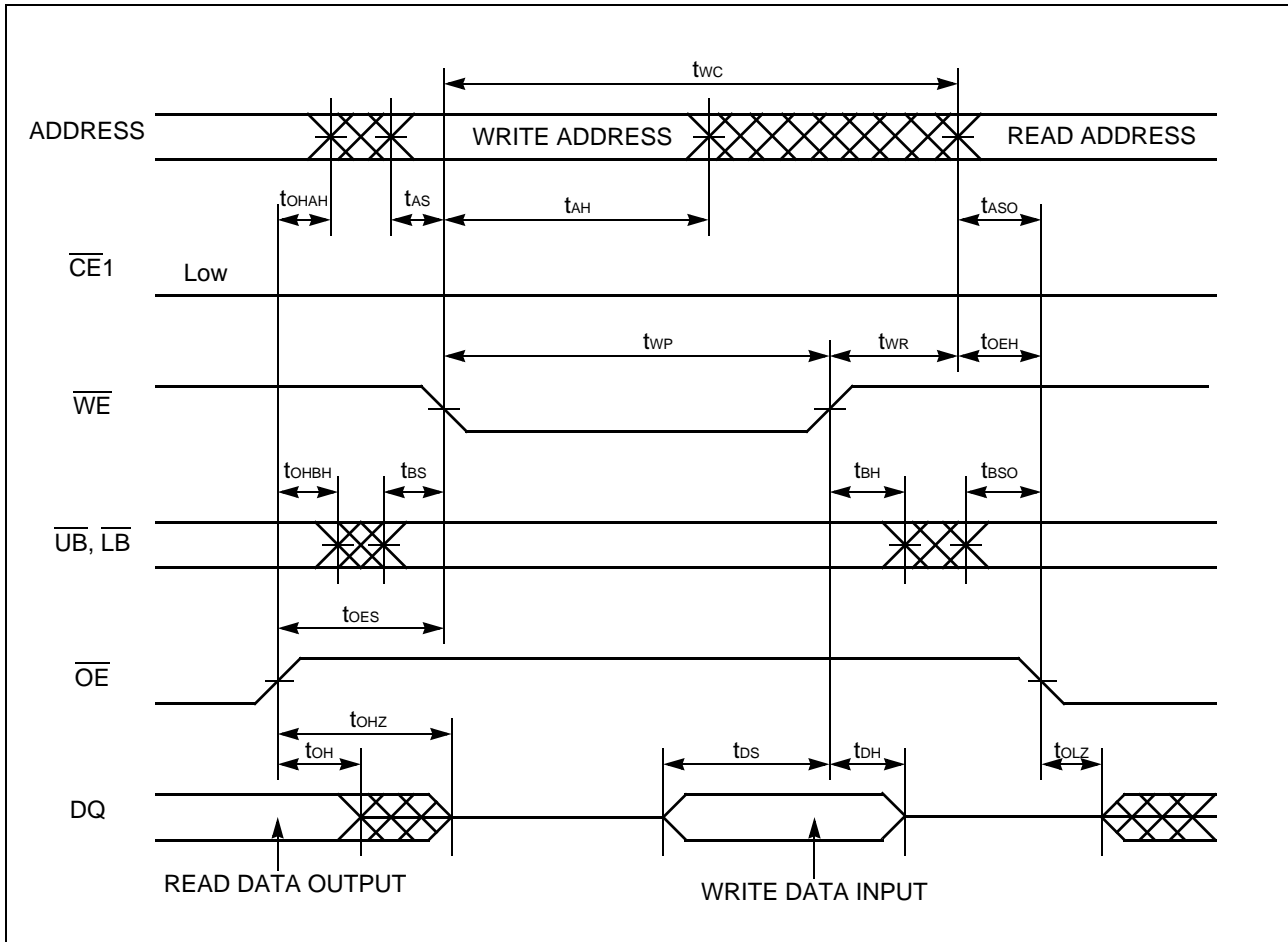 tWC
ADDRESS
WRITE ADDRESS
READ ADDRESS
tOHAH
tAS
tAH
tASO
CE1
Low
tWP
tWR
tOEH
WE
tOHBH
tBS
tBH
tBSO
UB, LB
tOES
OE
tOHZ
tOH
tDS
tDH
tOLZ
DQ
READ DATA OUTPUT
WRITE DATA INPUT